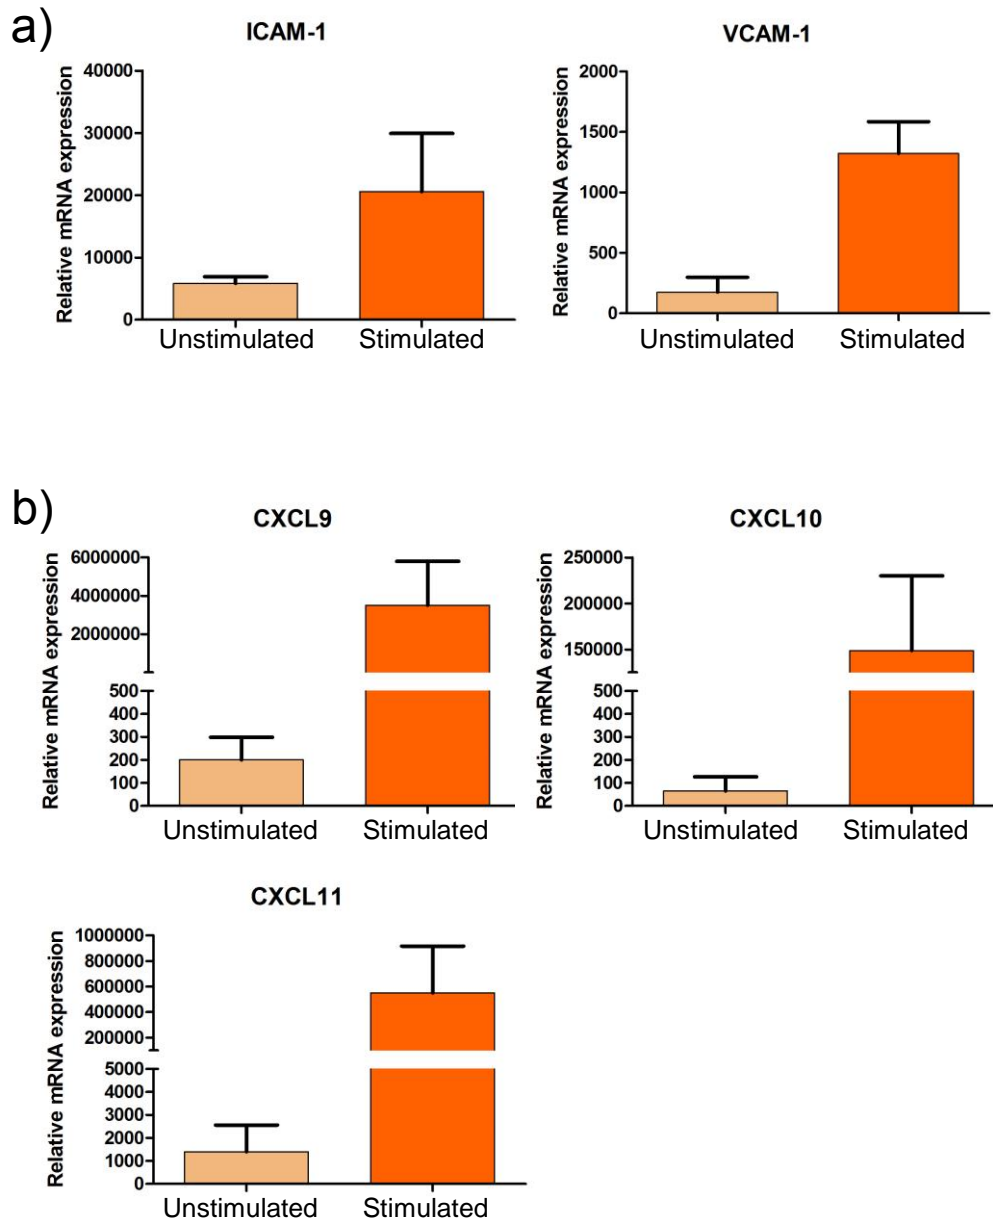 a)
ICAM-1
Relative mRNA expression
40000
30000
20000
10000
0
Unstimulated Stimulated
VCAM-1
Relative mRNA expression
2000
1500
1000
500
0
Unstimulated Stimulated
b)
CXCL9
Relative mRNA expression
6000000
4000000
2000000
500
400
300
200
100
0
Unstimulated Stimulated
CXCL10
Relative mRNA expression
250000
200000
150000
500
400
300
200
100
0
Unstimulated Stimulated
CXCL11
Relative mRNA expression
1000000
800000
600000
400000
200000
5000
4000
3000
2000
1000
0
Unstimulated Stimulated